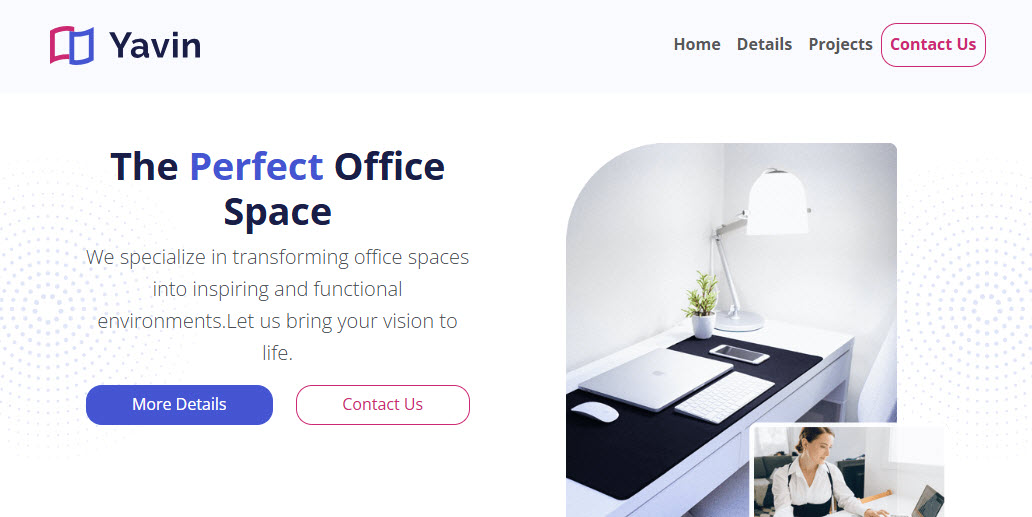 Yavin
Home Details Projects Contact Us
The Perfect Office
Space
We specialize in transforming office spaces
into inspiring and functional
environments.Let us bring your vision to
life.
More Details Contact Us